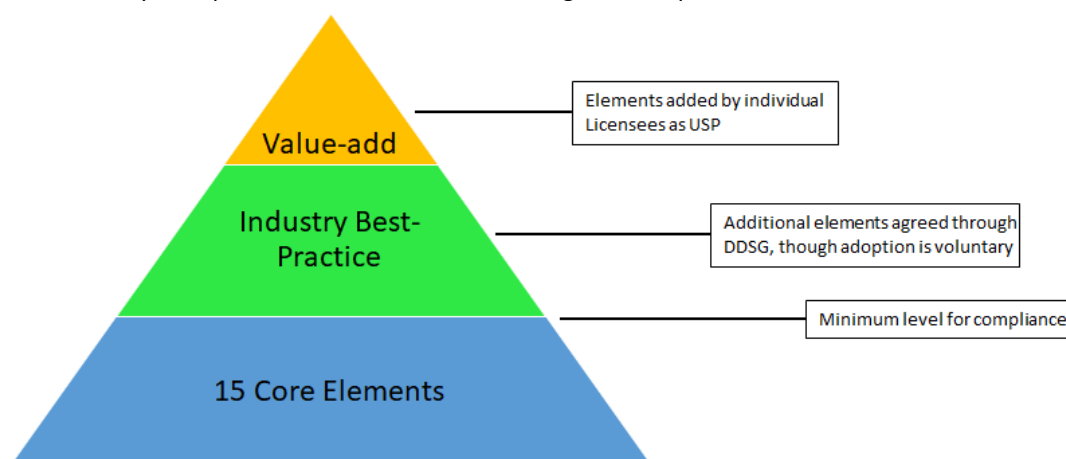 Elements added by individual
Licensees as USP
Value-add
Industry Best-
Practice
Additional elements agreed through
DDSG, though adoption is voluntary
Minimum level for compliance
15 Core Elements